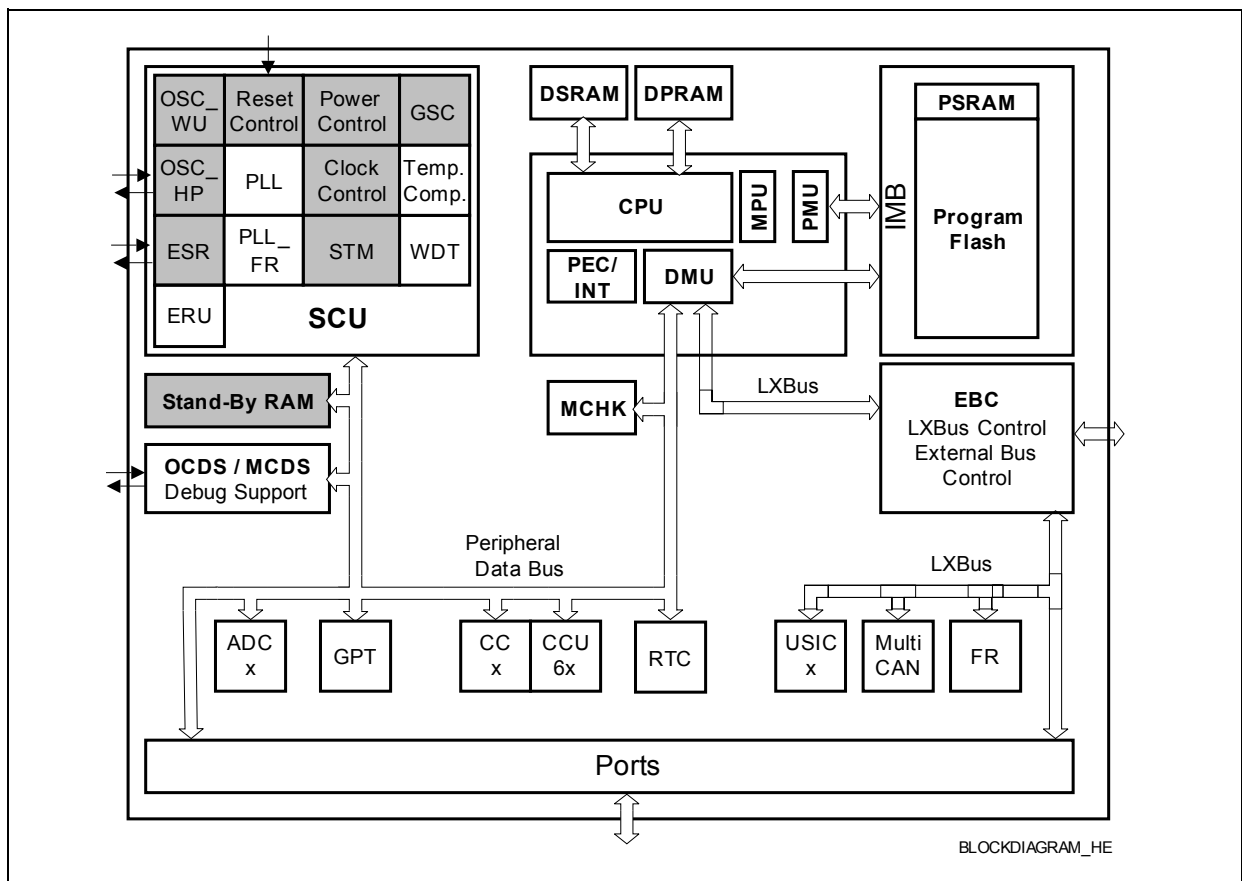 OSC_
WU
Reset
Control
Power
Control
GSC
OSC_
HP
PLL
Clock
Control
Temp.
Comp.
ESR
PLL_
FR
STM
WDT
ERU
SCU
Stand-By RAM
OCDS / MCDS
Debug Support
DSRAM
DPRAM
CPU
MPU
PMU
PEC/
INT
DMU
IMB
PSRAM
Program
Flash
MCHK
LXBus
EBC
LXBus Control
External Bus
Control
Peripheral
Data Bus
LXBus
ADC
x
GPT
CC
x
CCU
6x
RTC
USIC
x
Multi
CAN
FR
Ports
BLOCKDIAGRAM_HE